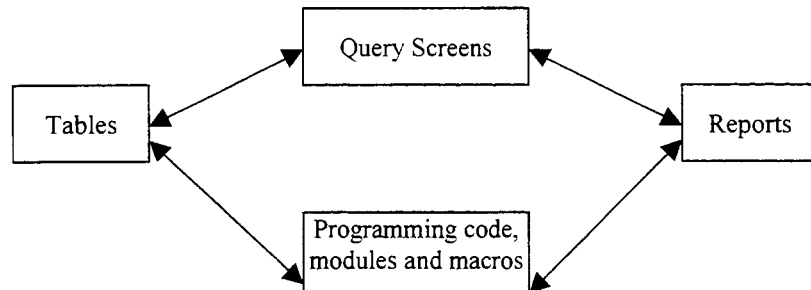 Query Screens
Tables
Reports
Programming code,
modules and macros